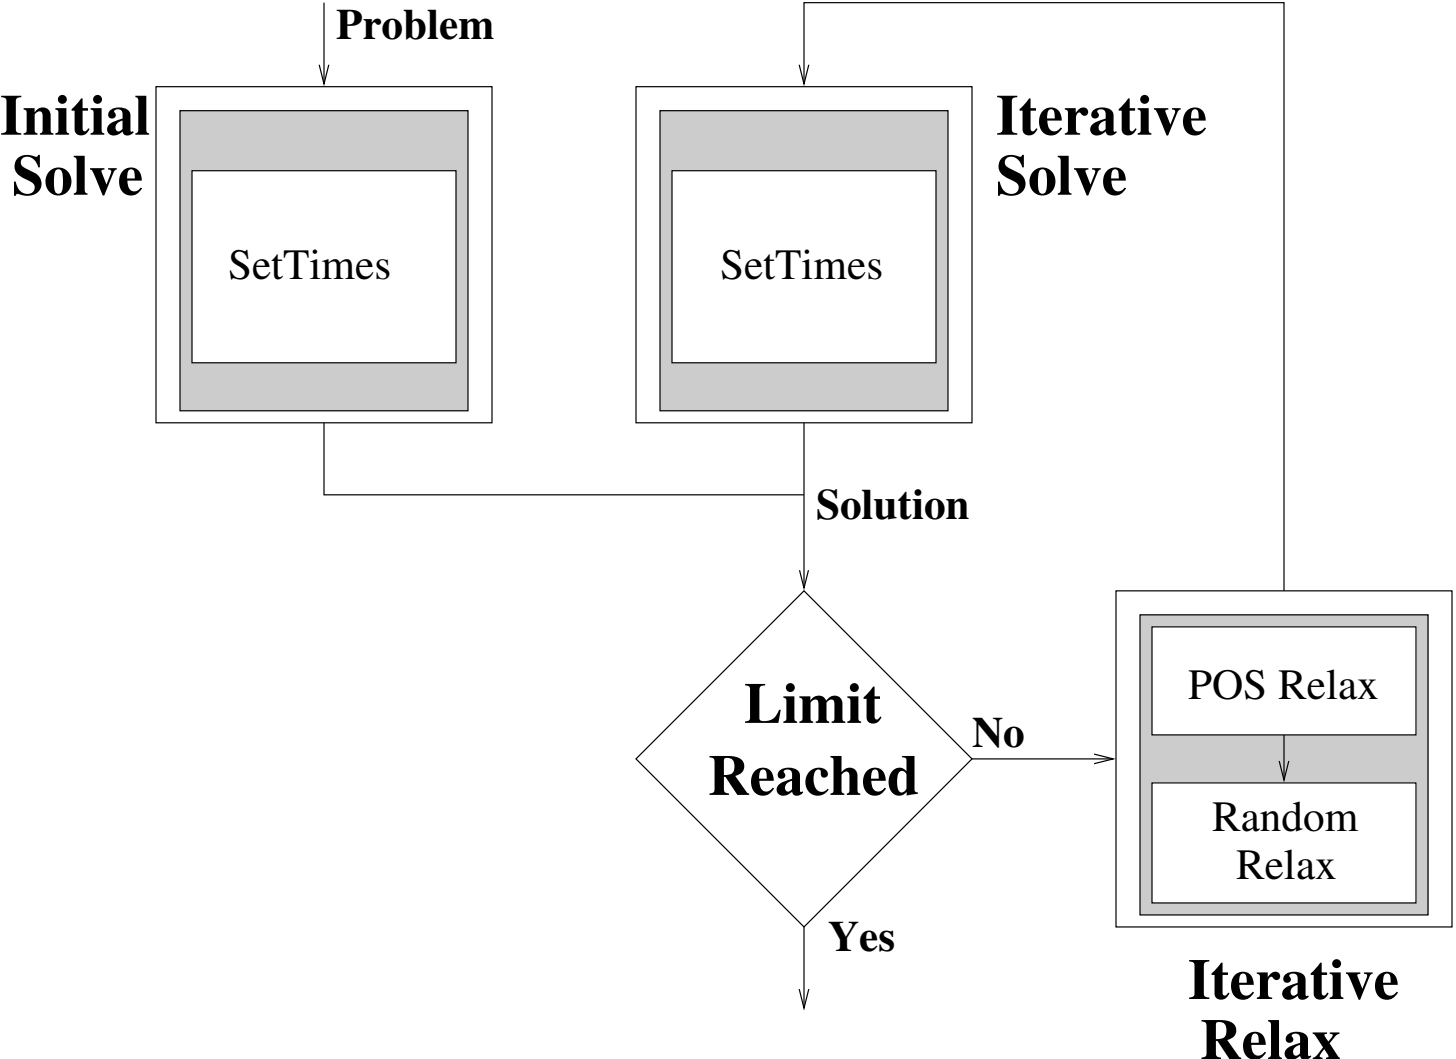 Problem
Initial
Solve
SetTimes
Iterative
Solve
SetTimes
Solution
Limit
Reached
No
Yes
POS Relax
Random
Relax
Iterative
Relax